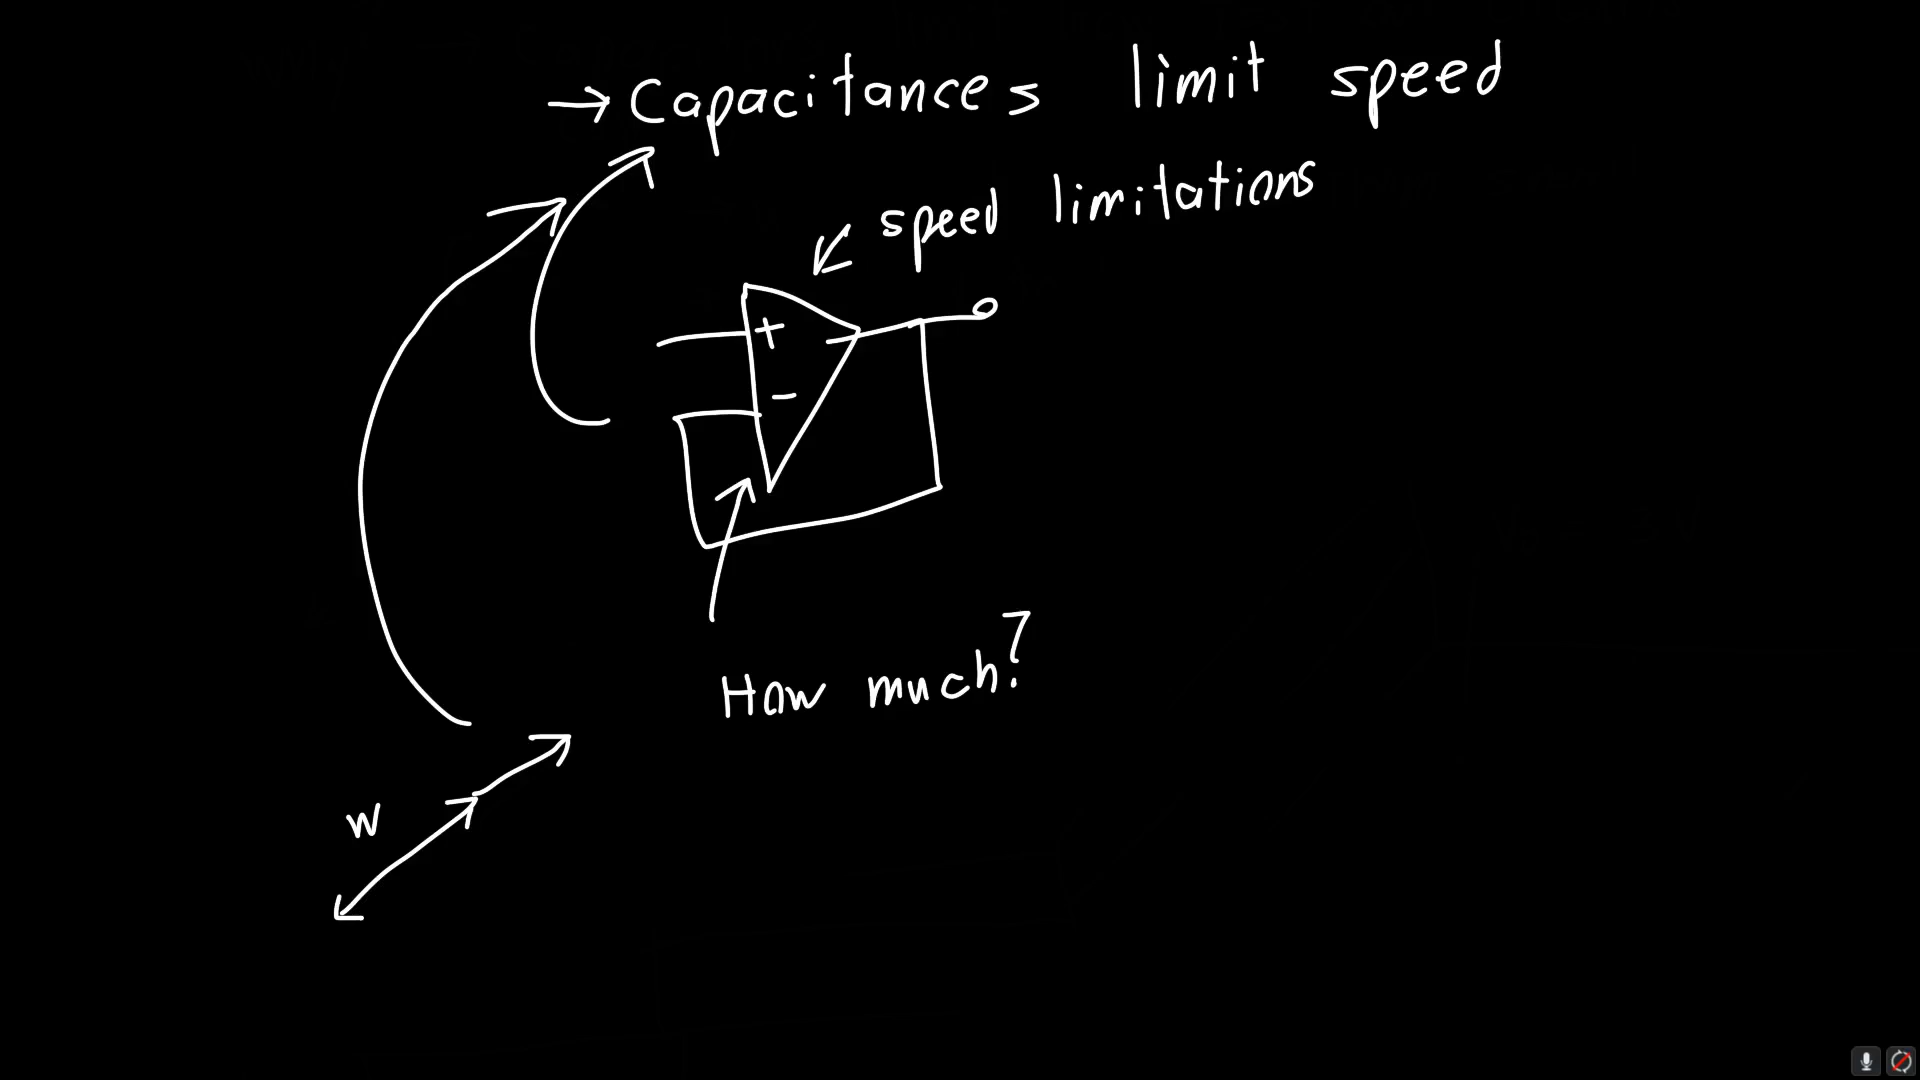 → Capacitances limit speed
speed limitations
+
-
How much?
W